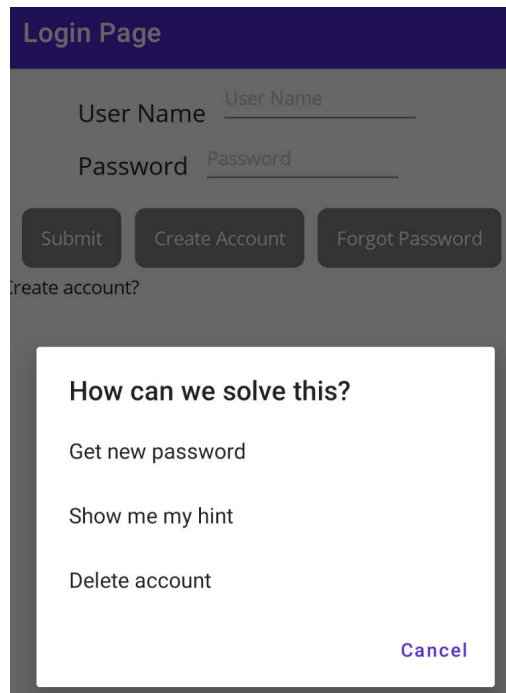 Login Page
User Name User Name
Password Password
Submit Create Account Forgot Password
Create account?
How can we solve this?
Get new password
Show me my hint
Delete account
Cancel